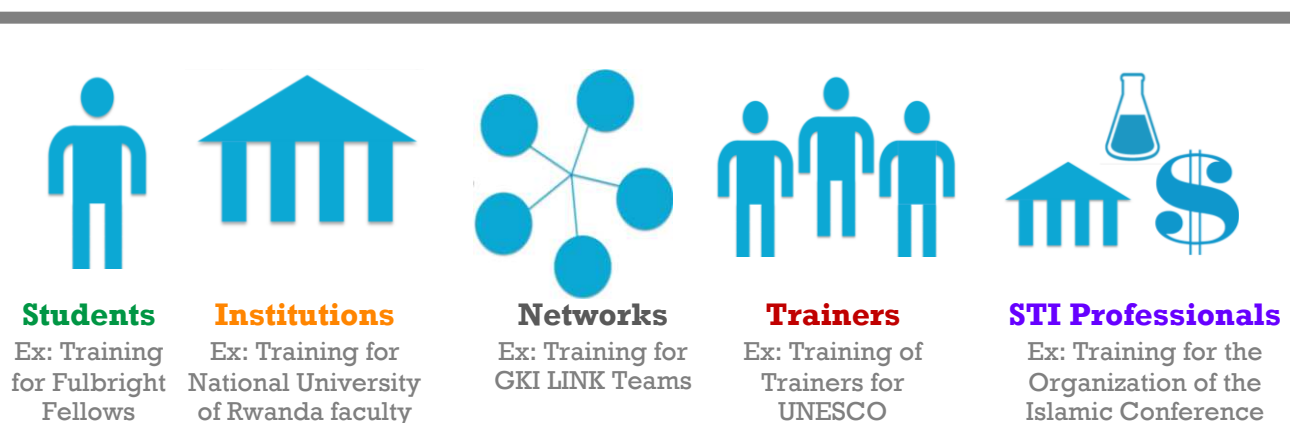 Students
Ex: Training
for Fulbright
Fellows
Institutions
Ex: Training for
National University
of Rwanda faculty
Networks
Ex: Training for
GKI LINK Teams
Trainers
Ex: Training of
Trainers for
UNESCO
STI Professionals
Ex: Training for the
Organization of the
Islamic Conference